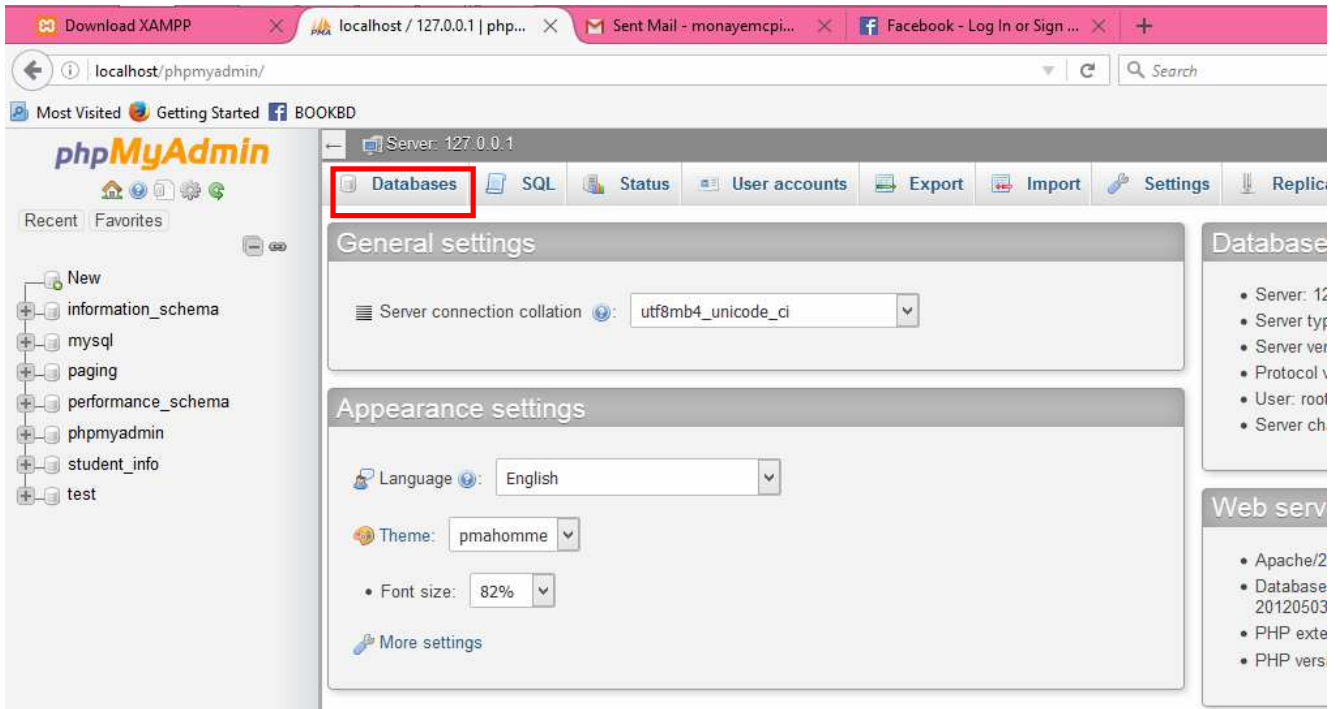 Download XAMPP
localhost / 127.0.0.1 | php...
Sent Mail - monayemcpi...
Facebook - Log In or Sign ...
localhost/phpmyadmin/
Search
Most Visited Getting Started BOOKBD
phpMyAdmin
Recent Favorites
New
information_schema
mysql
paging
performance_schema
phpmyadmin
student_info
test
Server: 127.0.0.1
Databases SQL Status User accounts Export Import Settings Replica
General settings
Server connection collation : utf8mb4_unicode_ci
Appearance settings
Language : English
Theme: pmahomme
• Font size: 82%
More settings
Database
• Server: 12
• Server typ
• Server ver
• Protocol v
• User: root
• Server cha
Web serv
• Apache/2
• Database
20120503
• PHP exte
• PHP vers